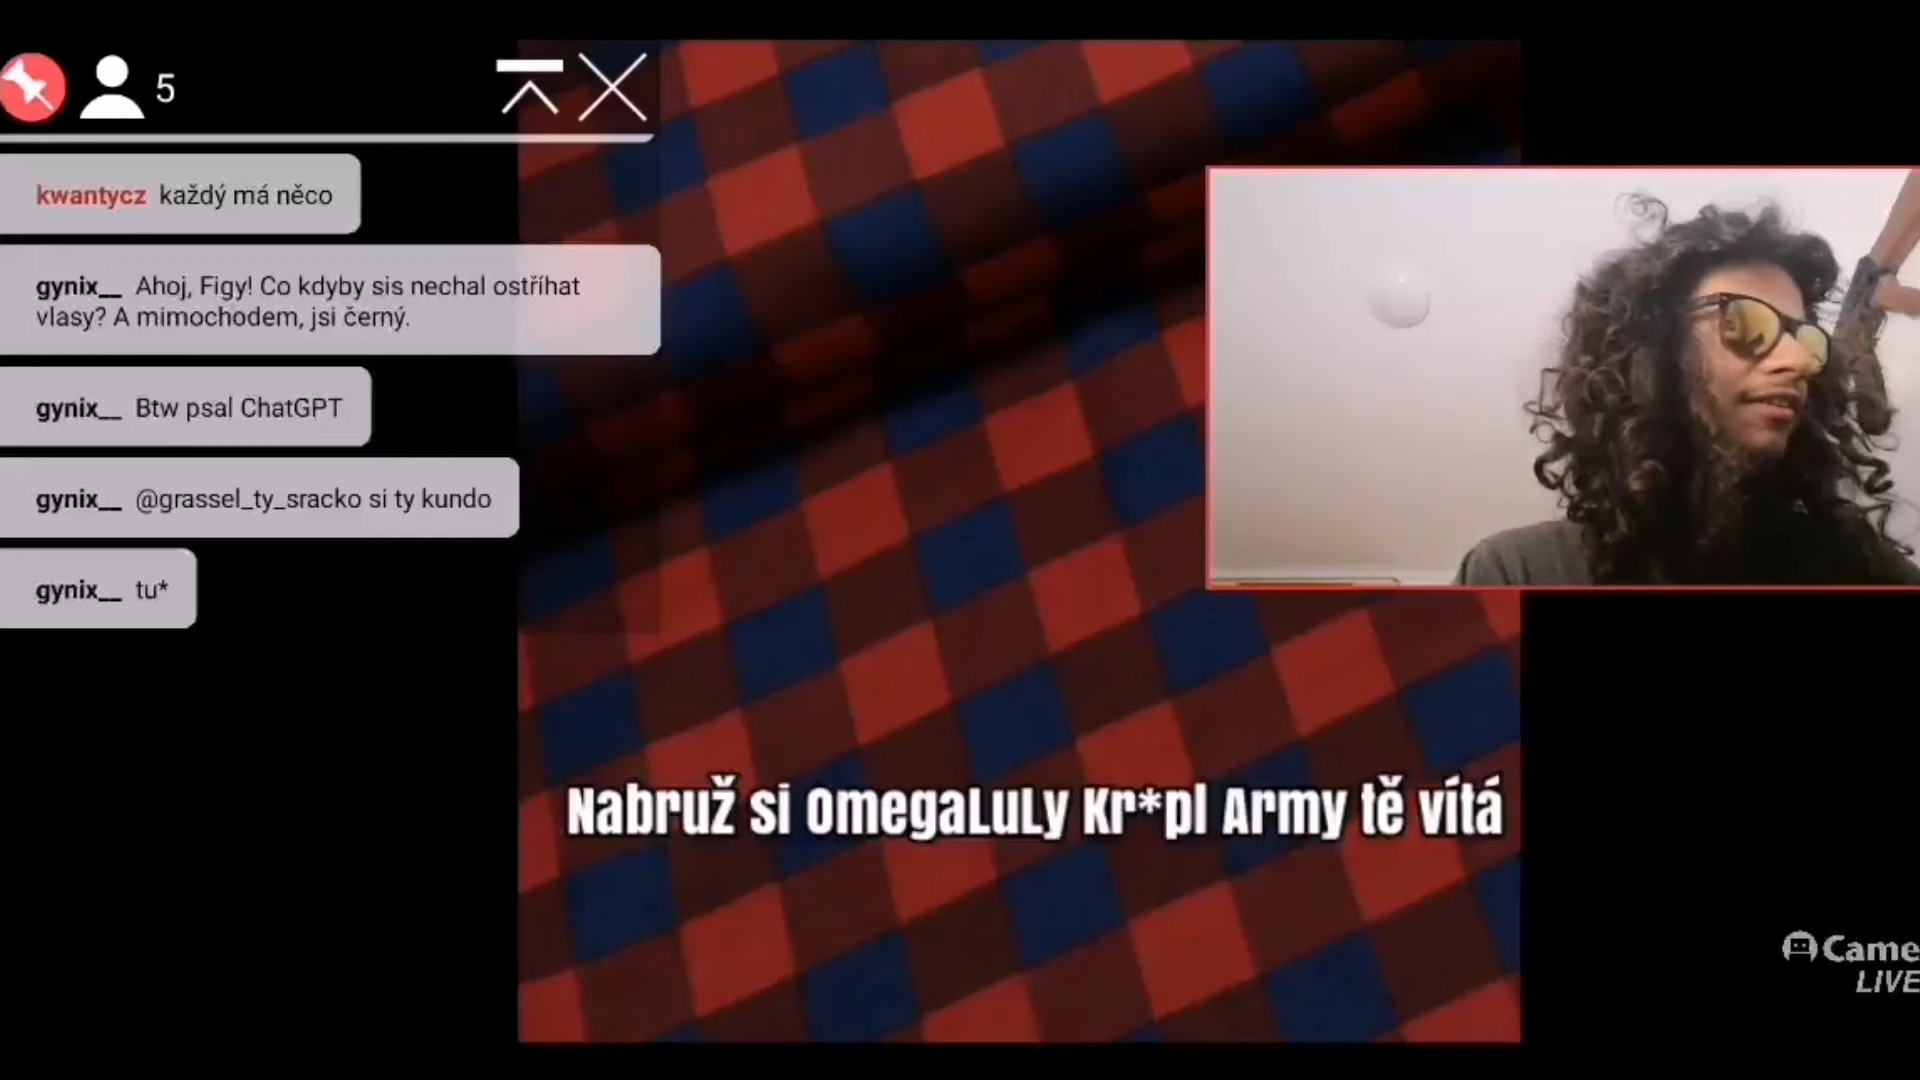 5
kwantycz každý má něco
gynix__ Ahoj, Figy! Co kdyby sis nechal ostříhat
vlasy? A mimochodem, jsi černý.
gynix__ Btw psal ChatGPT
gynix__ @grassel_ty_sracko si ty kundo
gynix__ tu*
Nabruž si OmegaLuLy Kr*pl Army tě vítá
Came
LIVE